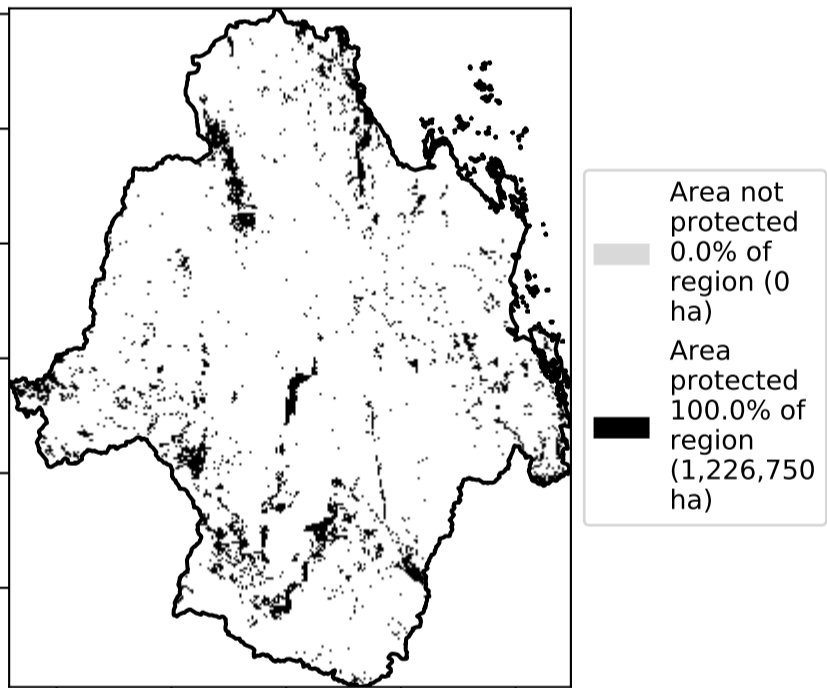 Area not
protected
0.0% of
region (0
ha)
Area
protected
100.0% of
region
(1,226,750
ha)